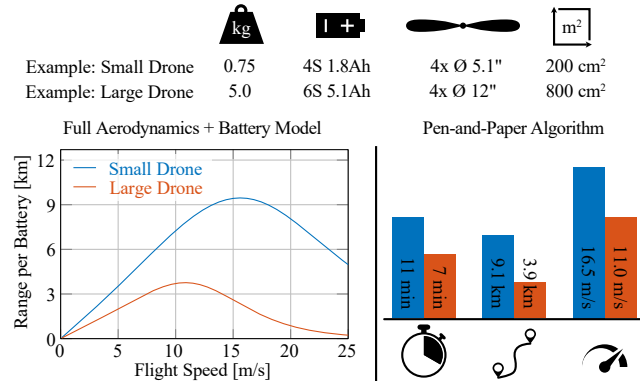 kg
m²
Example: Small Drone 0.75 4S 1.8Ah 4x Ø 5.1" 200 cm²
Example: Large Drone 5.0 6S 5.1Ah 4x Ø 12" 800 cm²
Full Aerodynamics + Battery Model
Range per Battery [km]
12
9
6
3
0
Small Drone
Large Drone
0 5 10 15 20 25
Flight Speed [m/s]
Pen-and-Paper Algorithm
11 min
7 min
9.1 km
3.9 km
16.5 m/s
11.0 m/s